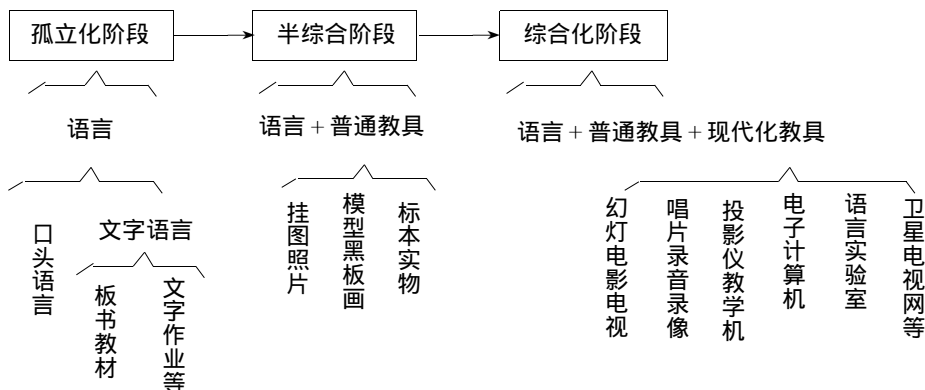 孤立化阶段
半综合阶段
综合化阶段
语言
语言 + 普通教具
语言 + 普通教具 + 现代化教具
口头语言
文字语言
板书教材
文字作业等
挂图照片
模型黑板画
标本实物
幻灯电影电视
唱片录音录像
投影仪教学机
电子计算机
语言实验室
卫星电视网等